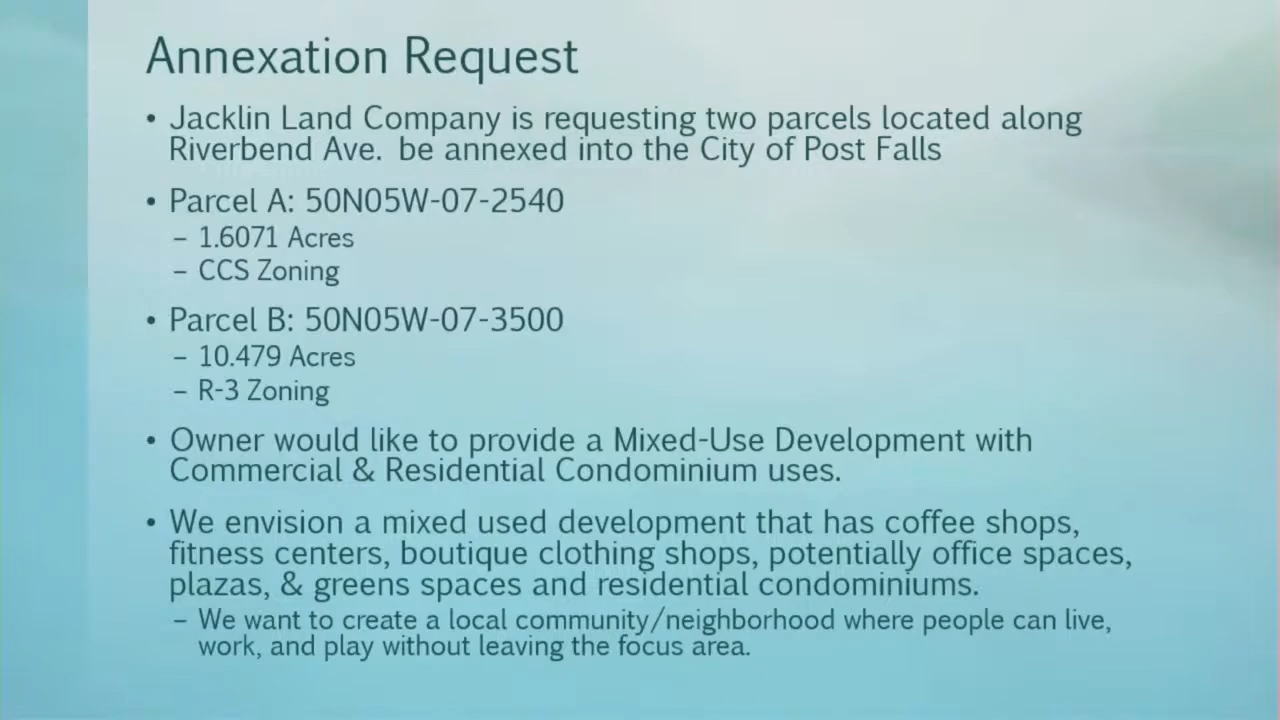 Annexation Request
• Jacklin Land Company is requesting two parcels located along
Riverbend Ave.  be annexed into the City of Post Falls
• Parcel A: 50N05W-07-2540
– 1.6071 Acres
– CCS Zoning
• Parcel B: 50N05W-07-3500
– 10.479 Acres
– R-3 Zoning
• Owner would like to provide a Mixed-Use Development with
Commercial & Residential Condominium uses.
• We envision a mixed used development that has coffee shops,
fitness centers, boutique clothing shops, potentially office spaces,
plazas, & greens spaces and residential condominiums.
– We want to create a local community/neighborhood where people can live,
work, and play without leaving the focus area.